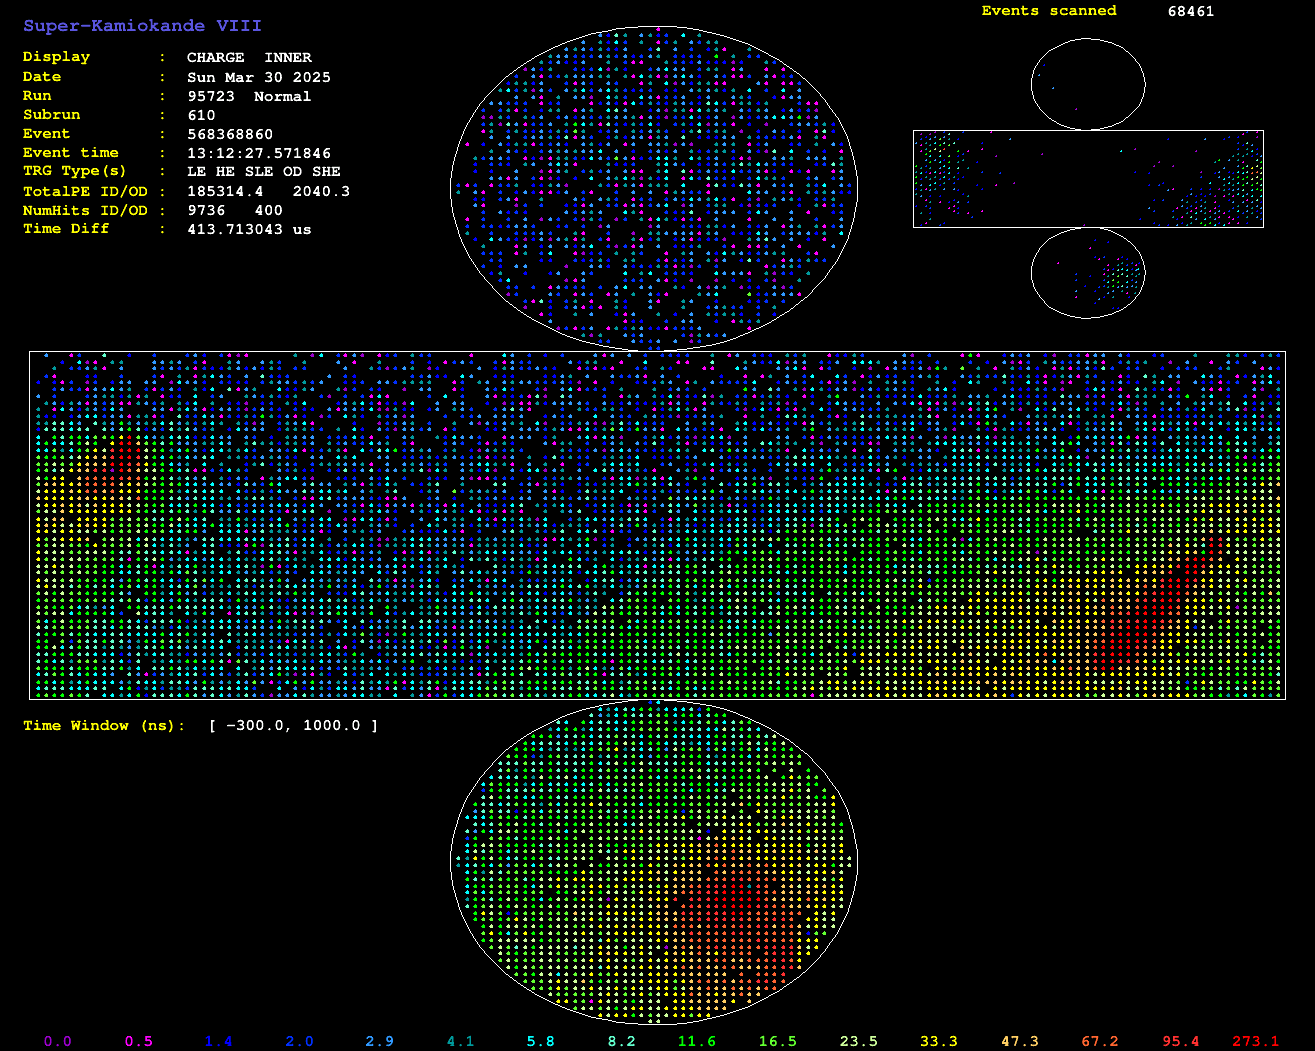 Super-Kamiokande VIII
Display : CHARGE INNER
Date : Sun Mar 30 2025
Run : 95723 Normal
Subrun : 610
Event : 568368860
Event time : 13:12:27.571846
TRG Type(s) : LE HE SLE OD SHE
TotalPE ID/OD : 185314.4 2040.3
NumHits ID/OD : 9736 400
Time Diff : 413.713043 us
Events scanned 68461
Time Window (ns): [ -300.0, 1000.0 ]
0.0 0.5 1.4 2.0 2.9 4.1 5.8 8.2 11.6 16.5 23.5 33.3 47.3 67.2 95.4 273.1